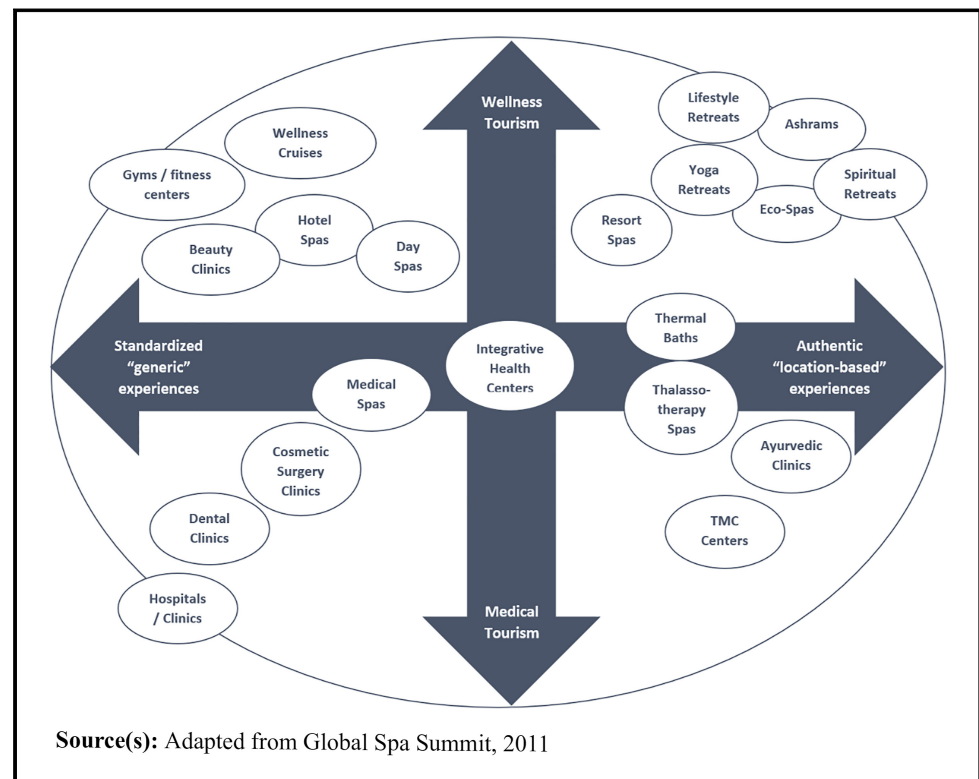 Wellness
Tourism
Lifestyle
Retreats
Ashrams
Wellness
Cruises
Gyms / fitness
centers
Yoga
Retreats
Spiritual
Retreats
Eco-Spas
Hotel
Spas
Resort
Spas
Beauty
Clinics
Day
Spas
Standardized
“generic”
experiences
Integrative
Health
Centers
Thermal
Baths
Authentic
“location-based”
experiences
Medical
Spas
Thalasso-
therapy
Spas
Cosmetic
Surgery
Clinics
Ayurvedic
Clinics
Dental
Clinics
TMC
Centers
Hospitals
/ Clinics
Medical
Tourism
Source(s): Adapted from Global Spa Summit, 2011